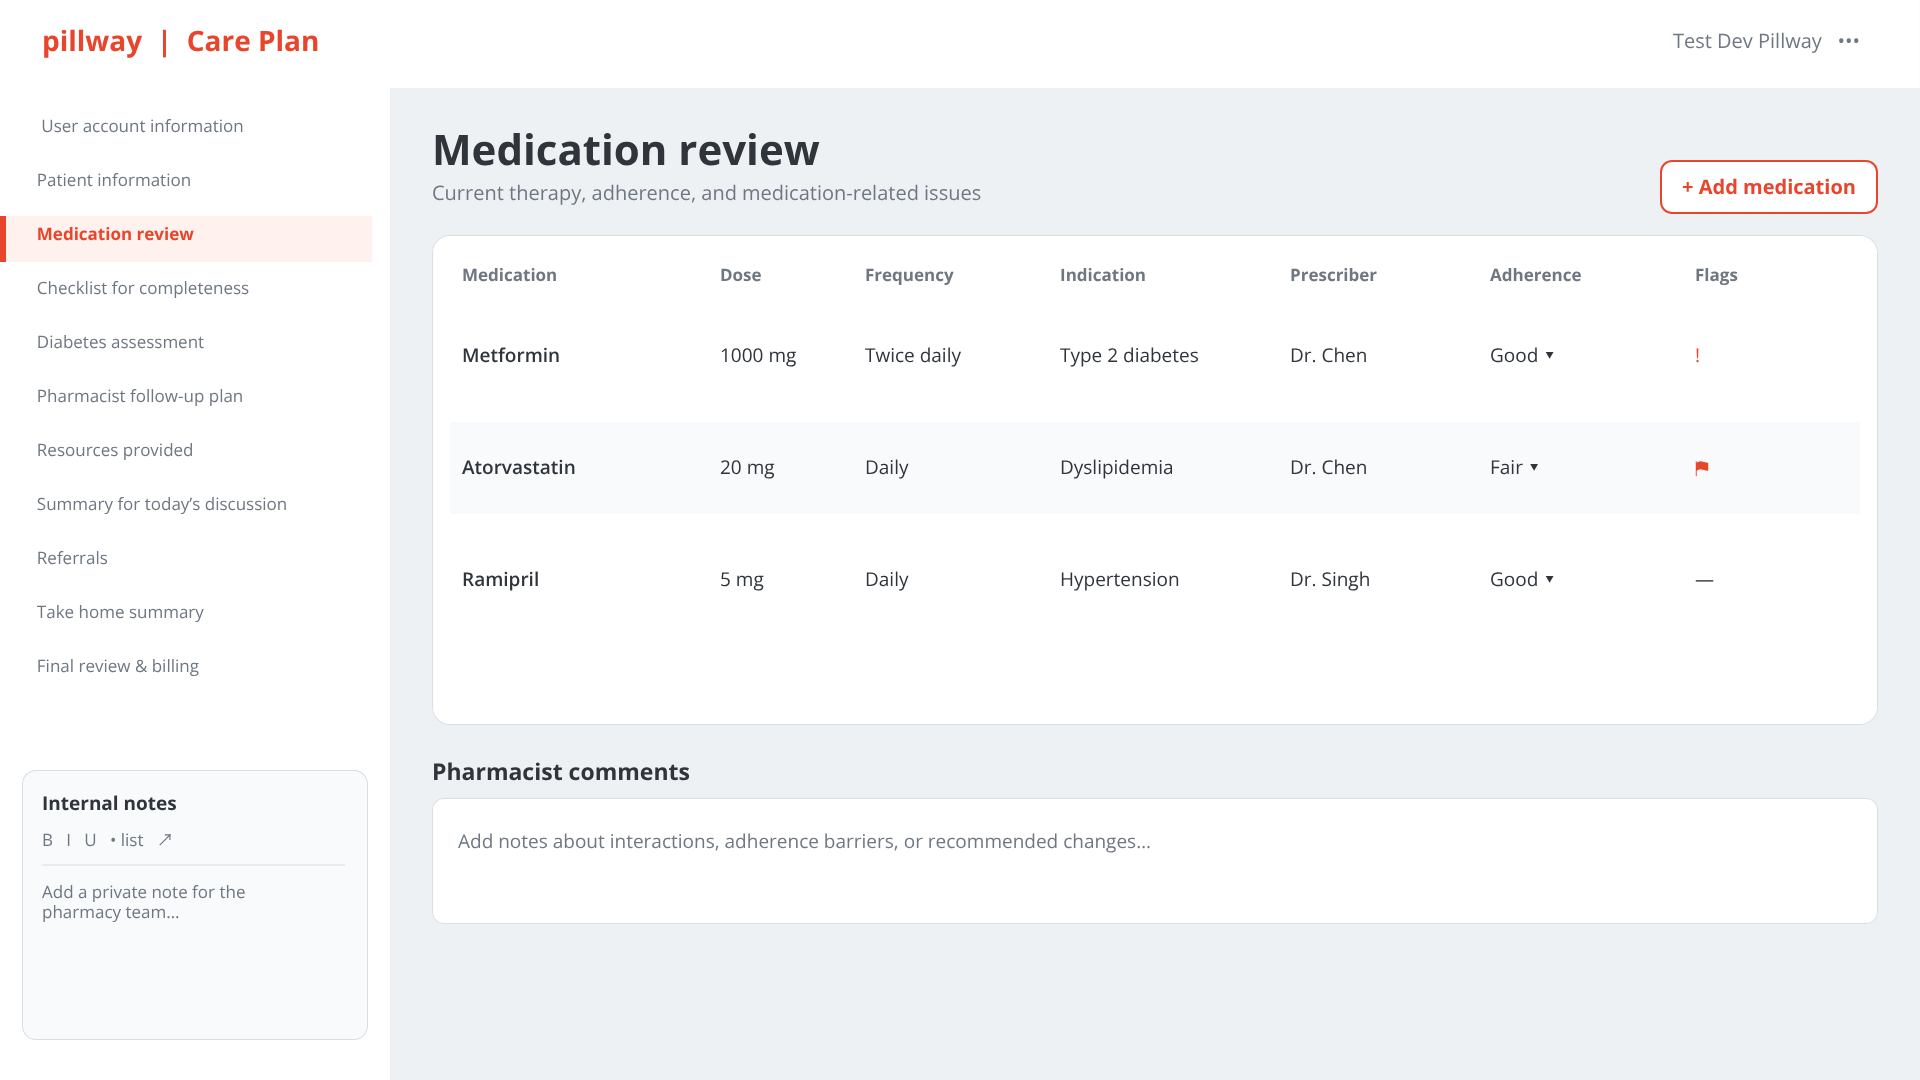 pillway | Care Plan
Test Dev Pillway •••
User account information
Patient information
Medication review
Checklist for completeness
Diabetes assessment
Pharmacist follow-up plan
Resources provided
Summary for today’s discussion
Referrals
Take home summary
Final review & billing
Internal notes
B I U • list ↗
Add a private note for the
pharmacy team...
Medication review
Current therapy, adherence, and medication-related issues
+ Add medication
Medication Dose Frequency Indication Prescriber Adherence Flags
Metformin 1000 mg Twice daily Type 2 diabetes Dr. Chen Good ▾ !
Atorvastatin 20 mg Daily Dyslipidemia Dr. Chen Fair ▾ ⚑
Ramipril 5 mg Daily Hypertension Dr. Singh Good ▾ —
Pharmacist comments
Add notes about interactions, adherence barriers, or recommended changes...